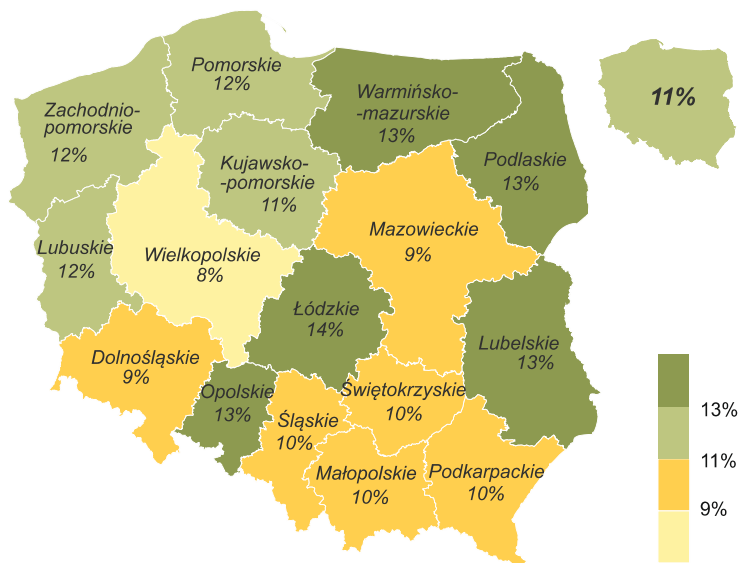 Pomorskie
12%
Zachodnio-
pomorskie
12%
Warmińsko-
-mazurskie
13%
11%
Podlaskie
13%
Kujawsko-
-pomorskie
11%
Lubuskie
12%
Wielkopolskie
8%
Mazowieckie
9%
Łódzkie
14%
Lubelskie
13%
Dolnośląskie
9%
Opolskie
13%
Śląskie
10%
Świętokrzyskie
10%
Małopolskie
10%
Podkarpackie
10%
13%
11%
9%